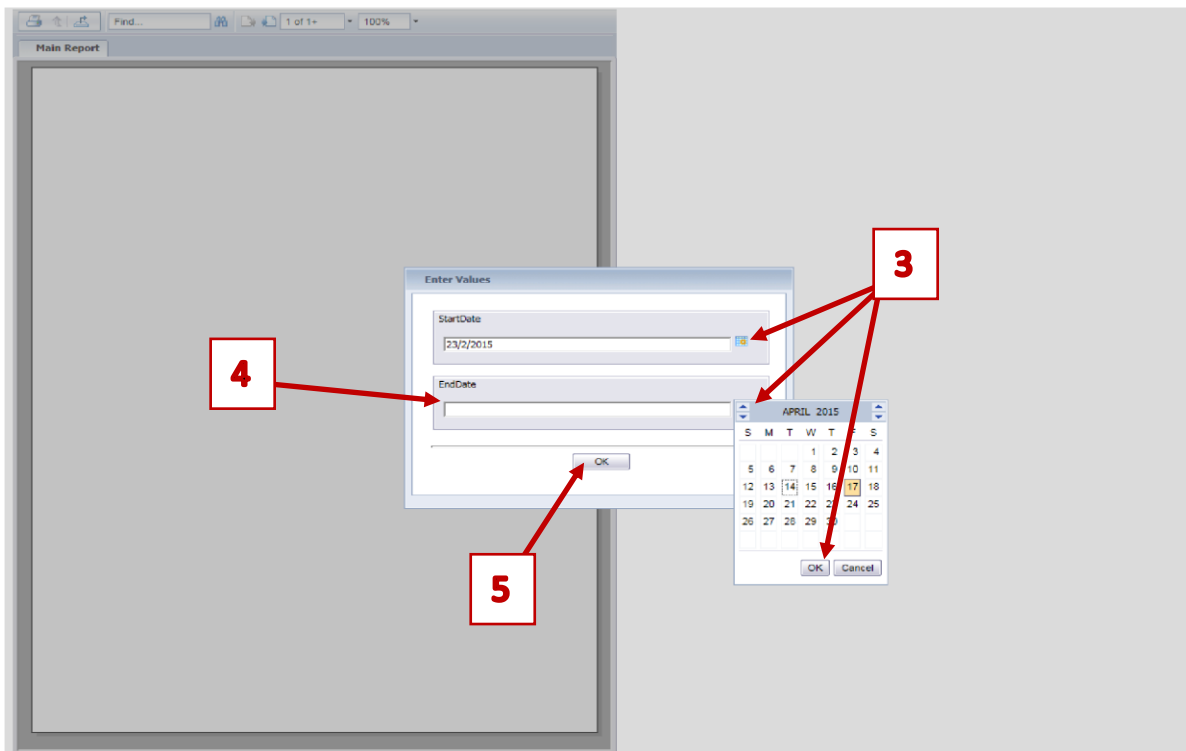 Find... 1 of 1+ 100%
Main Report
3
Enter Values
StartDate
23/2/2015
4
EndDate
APRIL 2015
S M T W T F S
1 2 3 4
5 6 7 8 9 10 11
12 13 14 15 16 17 18
19 20 21 22 23 24 25
26 27 28 29 30
OK
OK Cancel
5